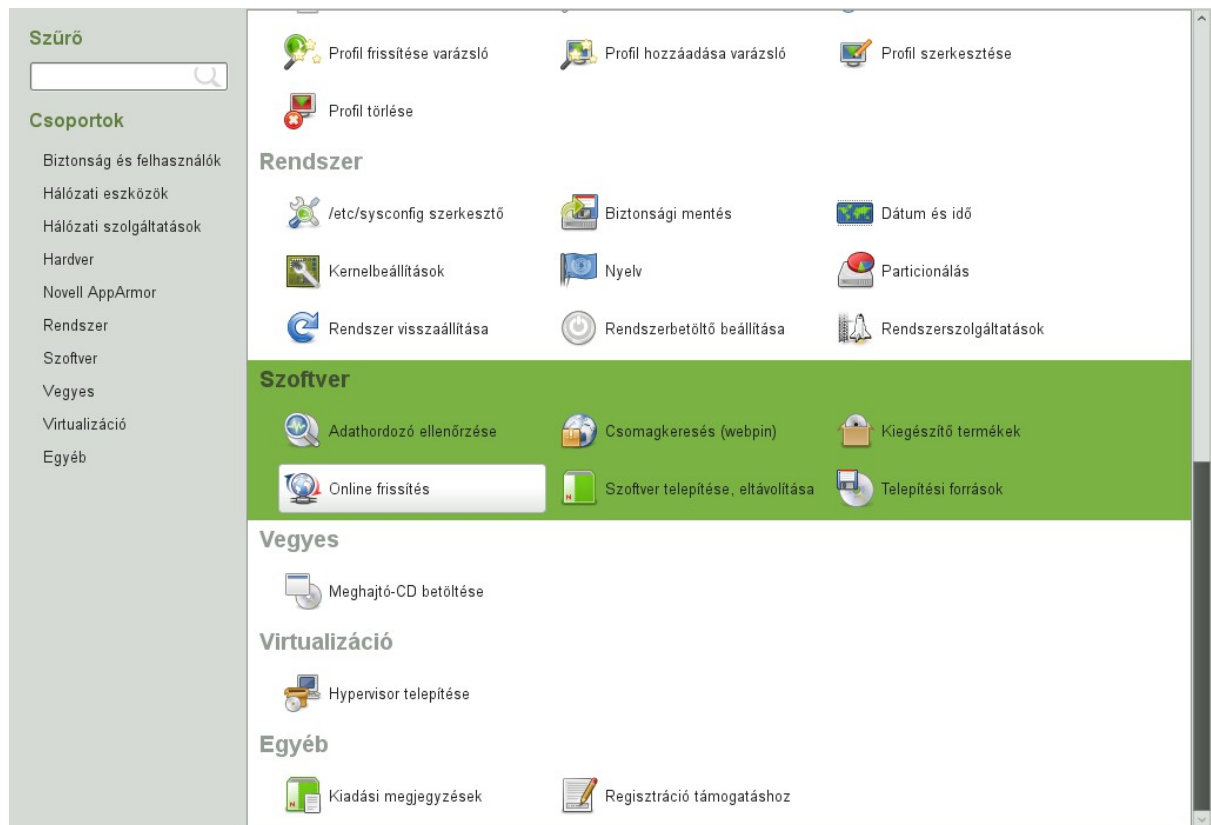 Szűrő
Csoportok
Biztonság és felhasználók
Hálózati eszközök
Hálózati szolgáltatások
Hardver
Novell AppArmor
Rendszer
Szoftver
Vegyes
Virtualizáció
Egyéb
Profil frissítése varázsló
Profil hozzáadása varázsló
Profil szerkesztése
Profil törlése
Rendszer
/etc/sysconfig szerkesztő
Biztonsági mentés
Dátum és idő
Kernelbeállítások
Nyelv
Particionálás
Rendszer visszaállítása
Rendszerbetöltő beállítása
Rendszerszolgáltatások
Szoftver
Adathordozó ellenőrzése
Csomagkeresés (webpin)
Kiegészítő termékek
Online frissítés
Szoftver telepítése, eltávolítása
Telepítési források
Vegyes
Meghajtó-CD betöltése
Virtualizáció
Hypervisor telepítése
Egyéb
Kiadási megjegyzések
Regisztráció támogatáshoz